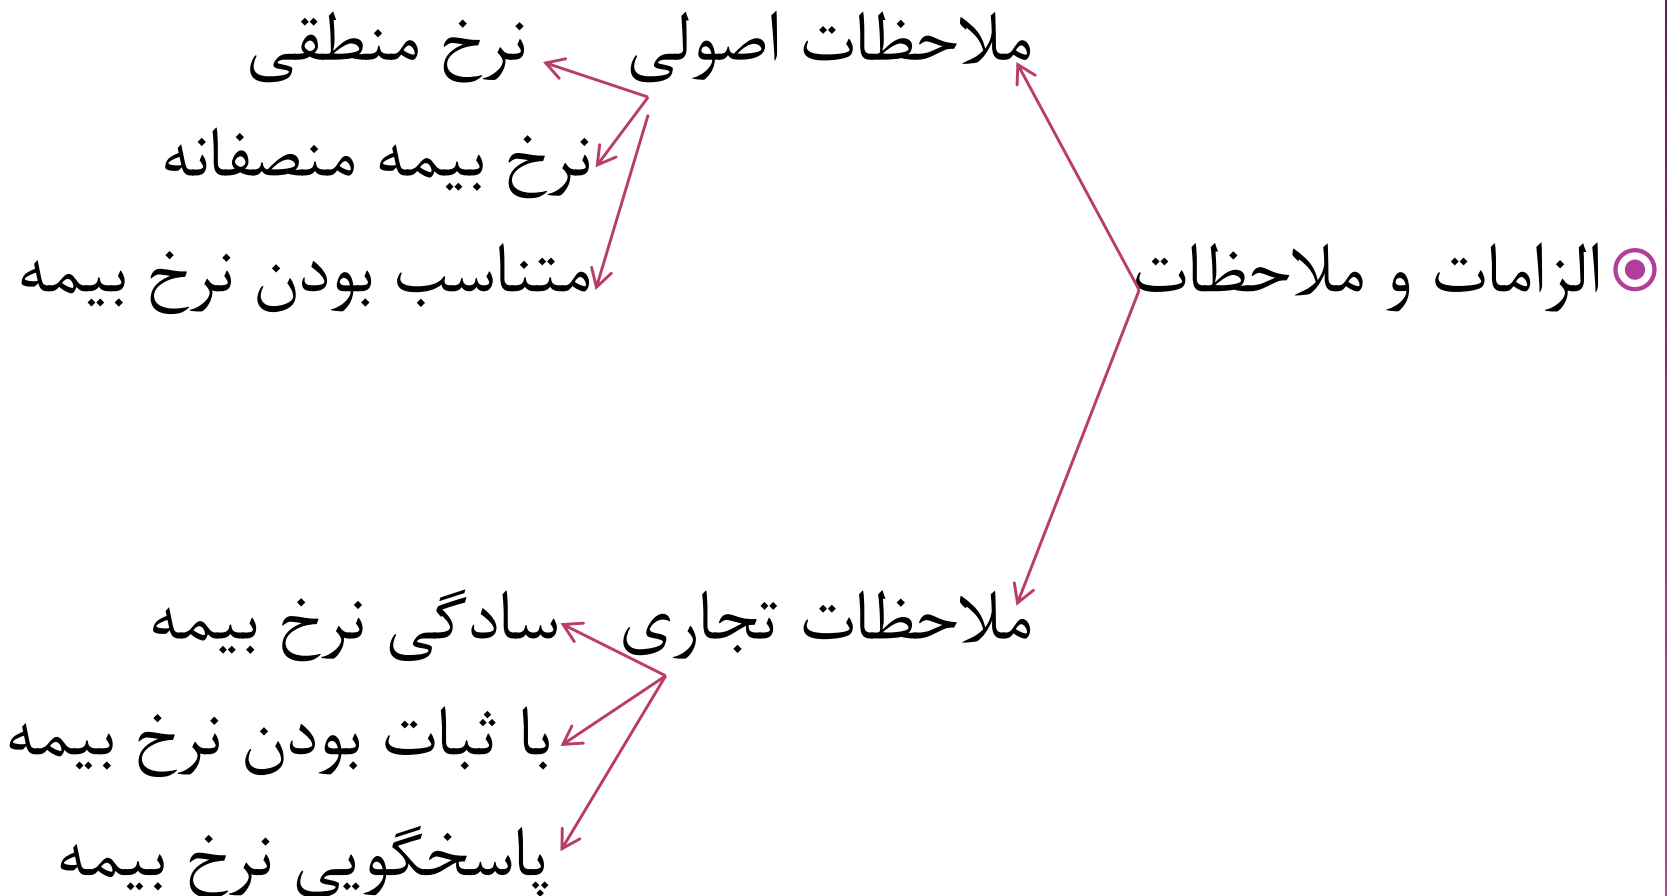 ملاحظات اصولی نرخ منطقی
نرخ بیمه منصفانه
الزامات و ملاحظات متناسب بودن نرخ بیمه
ملاحظات تجاری سادگی نرخ بیمه
با ثبات بودن نرخ بیمه
پاسخگویی نرخ بیمه